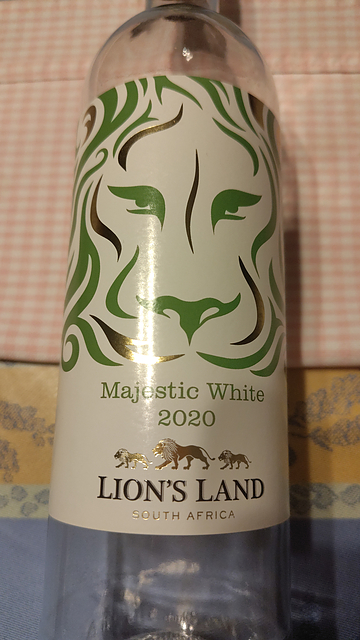 Majestic White
2020
LION'S LAND
SOUTH AFRICA